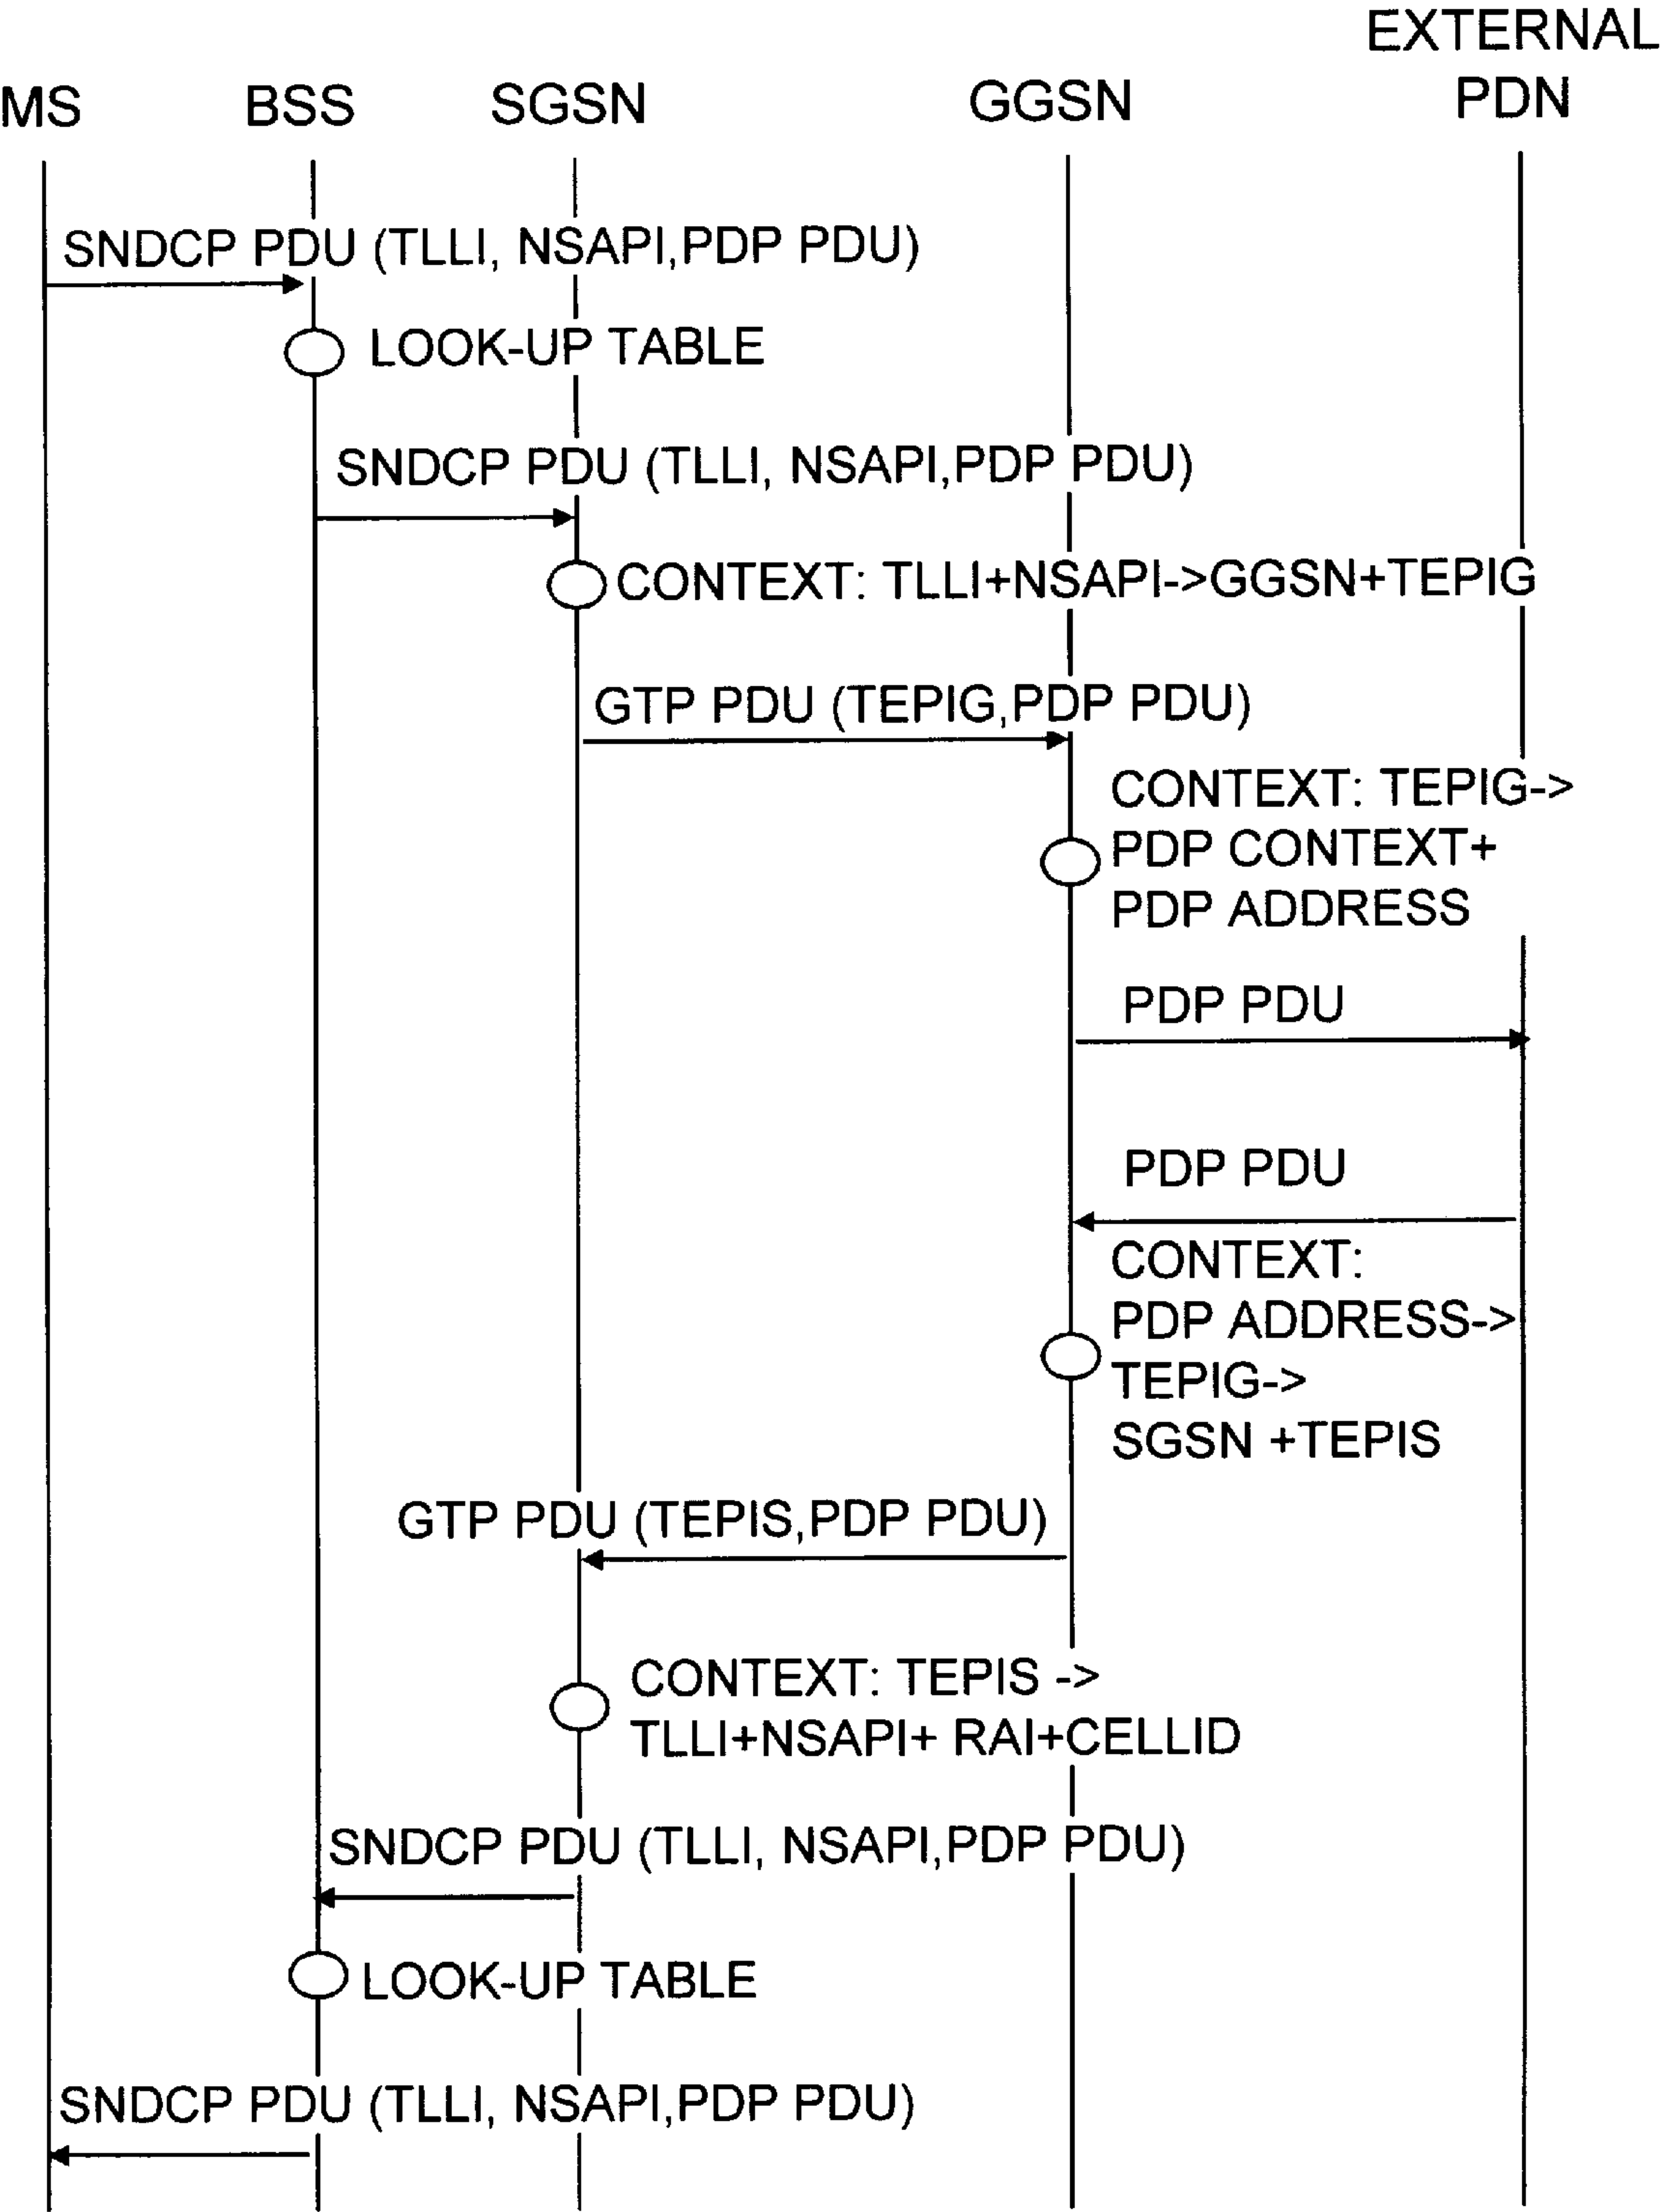 EXTERNAL
MS BSS SGSN GGSN PDN
SNDCP PDU (TLLI, NSAPI,PDP PDU)
LOOK-UP TABLE
SNDCP PDU (TLLI, NSAPI,PDP PDU)
CONTEXT: TLLI+NSAPI->GGSN+TEPIG
GTP PDU (TEPIG,PDP PDU)
CONTEXT: TEPIG->
PDP CONTEXT+
PDP ADDRESS
PDP PDU
PDP PDU
CONTEXT:
PDP ADDRESS->
TEPIG->
SGSN +TEPIS
GTP PDU (TEPIS,PDP PDU)
CONTEXT: TEPIS ->
TLLI+NSAPI+ RAI+CELLID
SNDCP PDU (TLLI, NSAPI,PDP PDU)
LOOK-UP TABLE
SNDCP PDU (TLLI, NSAPI,PDP PDU)